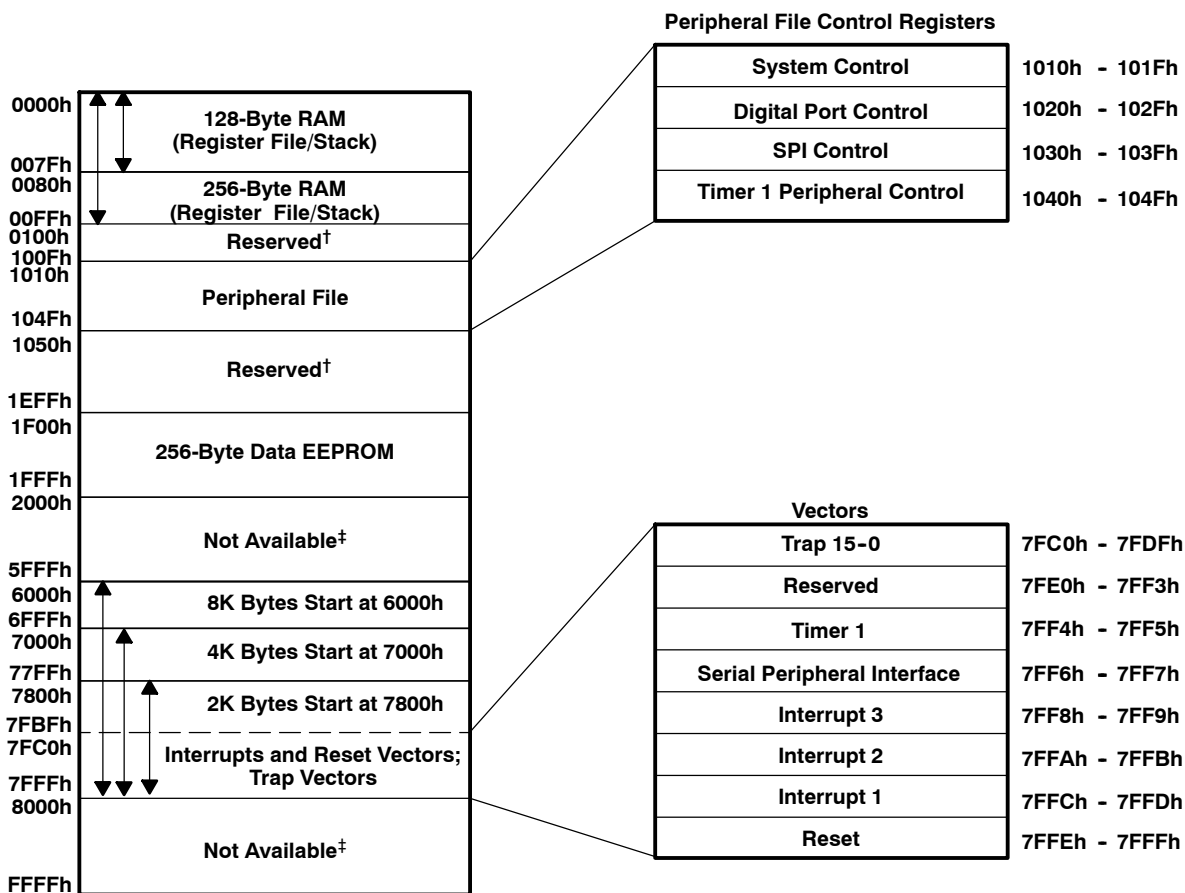 Peripheral File Control Registers
System Control 1010h - 101Fh
Digital Port Control 1020h - 102Fh
SPI Control 1030h - 103Fh
Timer 1 Peripheral Control 1040h - 104Fh
0000h
128-Byte RAM
(Register File/Stack)
007Fh
0080h
256-Byte RAM
(Register File/Stack)
00FFh
0100h
Reserved†
100Fh
1010h
Peripheral File
104Fh
1050h
Reserved†
1EFFh
1F00h
256-Byte Data EEPROM
1FFFh
2000h
Not Available‡
5FFFh
6000h
8K Bytes Start at 6000h
6FFFh
7000h
4K Bytes Start at 7000h
77FFh
7800h
2K Bytes Start at 7800h
7FBFh
7FC0h
Interrupts and Reset Vectors;
Trap Vectors
7FFFh
8000h
Not Available‡
FFFFh
Vectors
Trap 15-0 7FC0h - 7FDFh
Reserved 7FE0h - 7FF3h
Timer 1 7FF4h - 7FF5h
Serial Peripheral Interface 7FF6h - 7FF7h
Interrupt 3 7FF8h - 7FF9h
Interrupt 2 7FFAh - 7FFBh
Interrupt 1 7FFCh - 7FFDh
Reset 7FFEh - 7FFFh